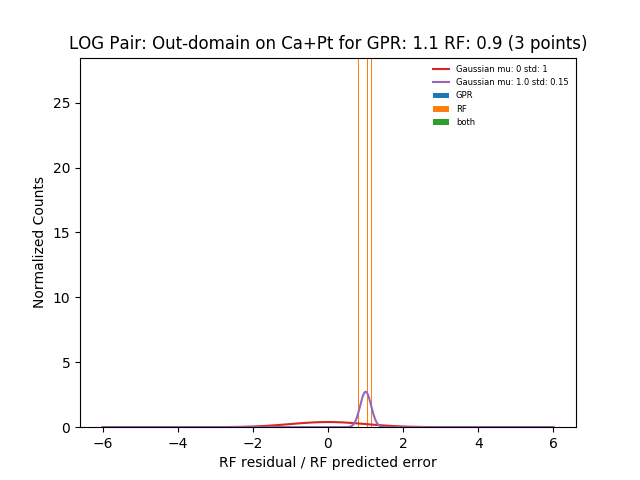 LOG Pair: Out-domain on Ca+Pt for GPR: 1.1 RF: 0.9 (3 points)
Gaussian mu: 0 std: 1
Gaussian mu: 1.0 std: 0.15
GPR
RF
both
Normalized Counts
25
20
15
10
5
0
−6
−4
−2
0
2
4
6
RF residual / RF predicted error